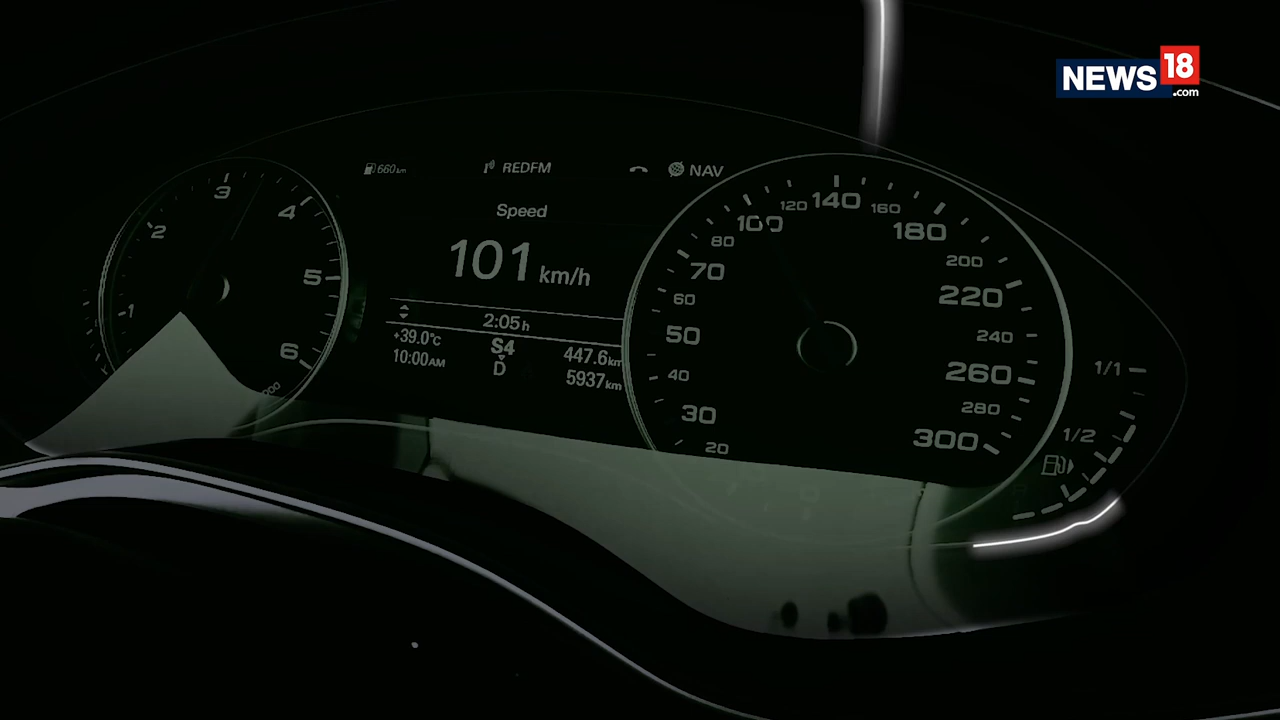 NEWS 18
.com
660km
REDFM
NAV
Speed
101 km/h
2:05h
+39.0°C
S4
447.6km
10:00AM
D
5937km
1
2
3
4
5
6
20
30
40
50
60
70
80
100
120
140
160
180
200
220
240
260
280
300
1/1
1/2